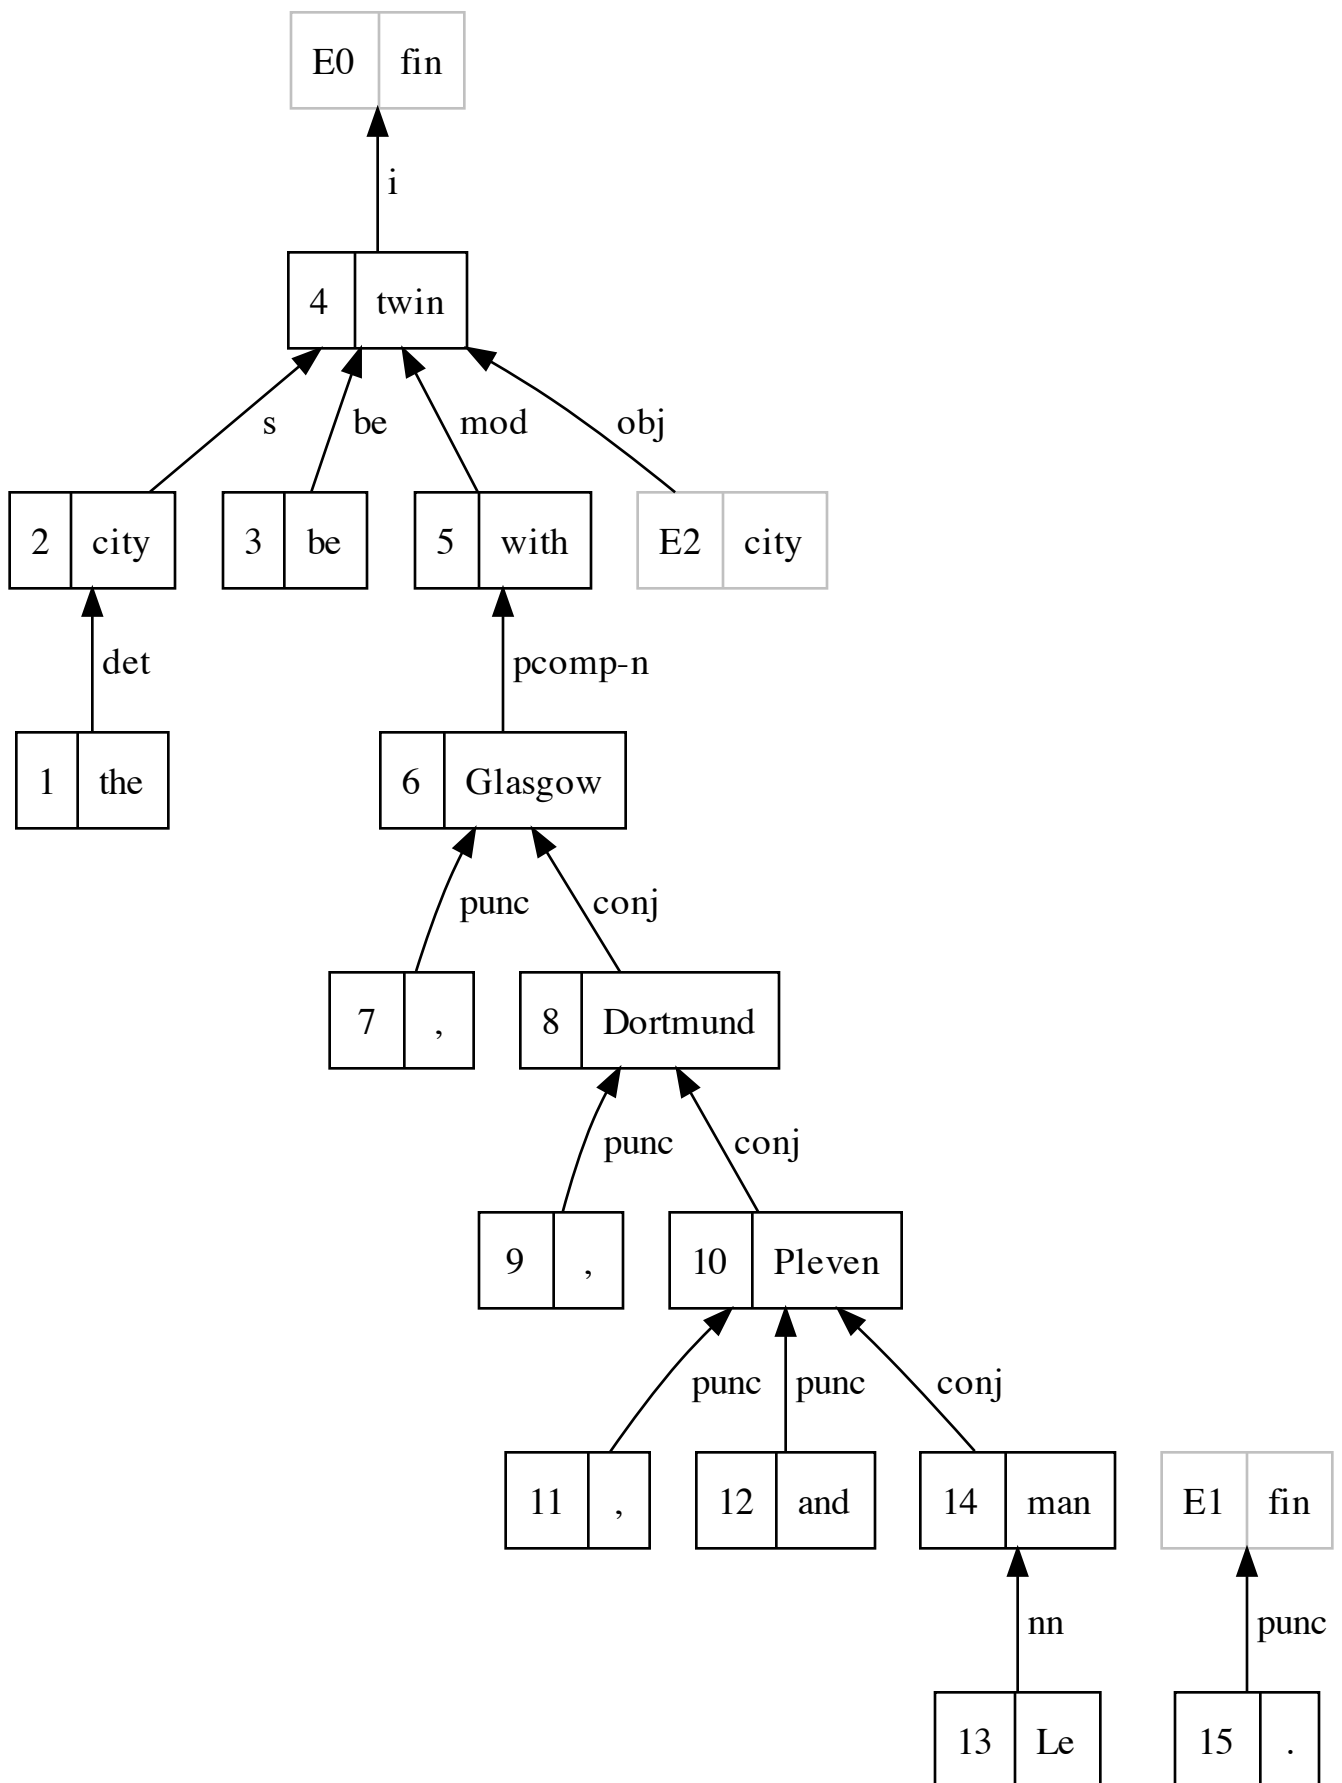 E0 fin
i
4 twin
s be mod obj
2 city 3 be 5 with E2 city
det pcomp-n
1 the 6 Glasgow
punc conj
7 , 8 Dortmund
punc conj
9 , 10 Pleven
punc punc conj
11 , 12 and 14 man E1 fin
nn punc
13 Le 15 .